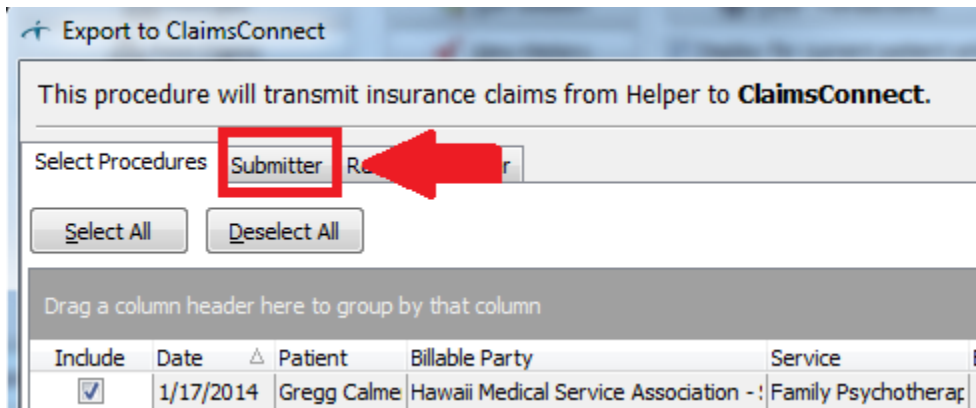 Export to ClaimsConnect
This procedure will transmit insurance claims from Helper to ClaimsConnect.
Select Procedures Submitter
Select All Deselect All
Drag a column header here to group by that column
Include Date Patient Billable Party Service
1/17/2014 Gregg Calme Hawaii Medical Service Association - Family Psychotherap